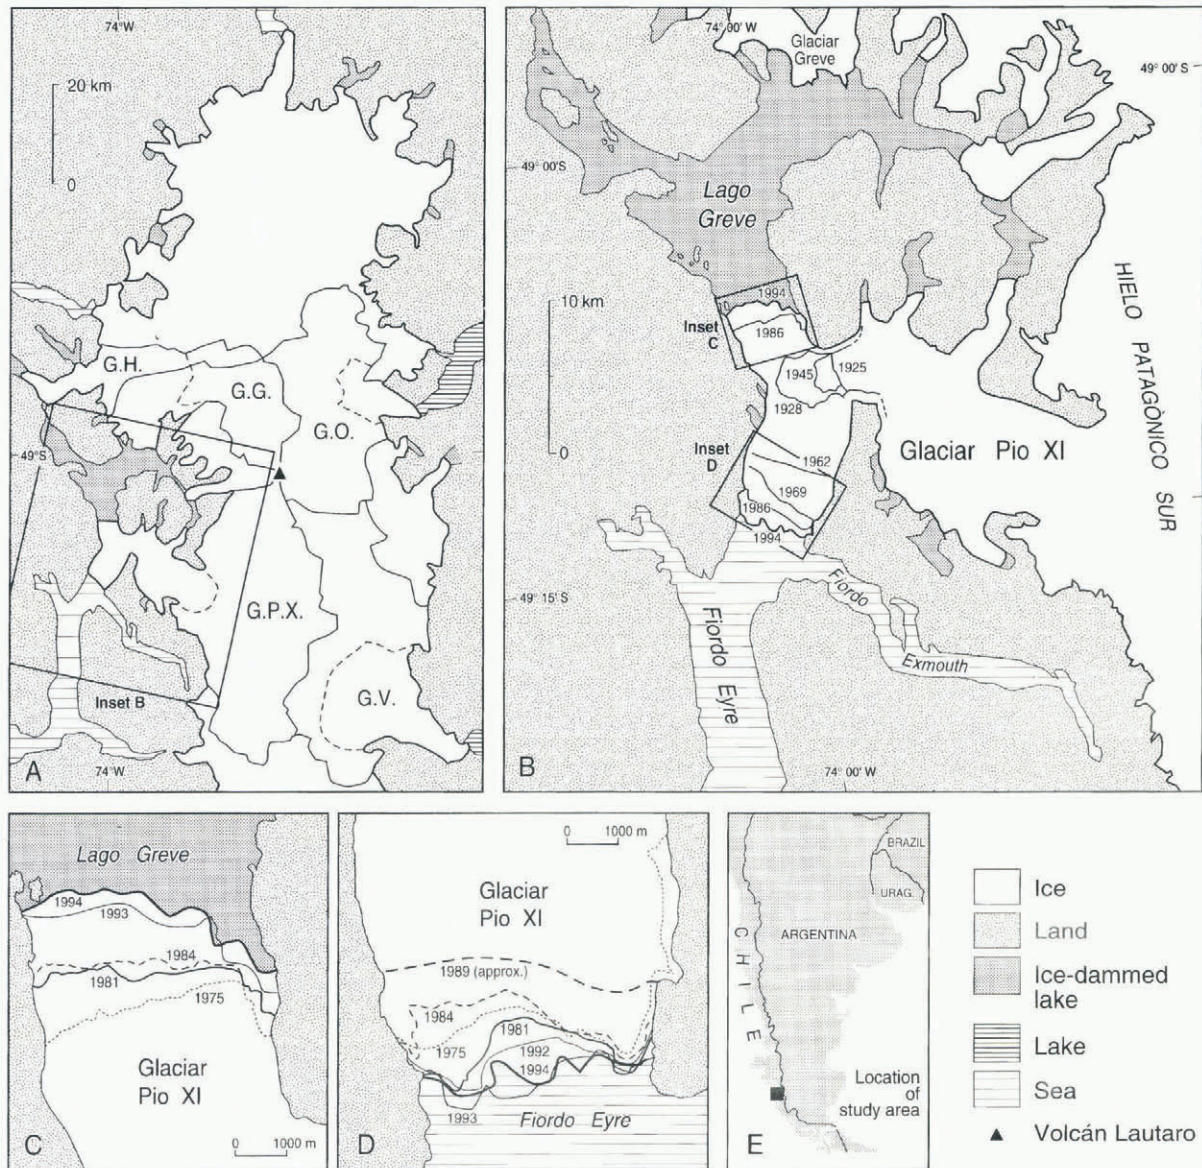 74°W
20 km
0
G.H.
G.G.
G.O.
49°S
G.P.X.
G.V.
Inset B
A
74°W
74°00' W
Glaciar
Greve
49° 00' S
49° 00' S
Lago
Greve
10 km
0
1994
Inset
C
1986
1945
1925
1928
HIELO PATAGÒNICO SUR
Glaciar Pio XI
Inset
D
1962
1969
1986
1994
49° 15' S
Fiordo
Exmouth
Fiordo Eyre
B
74° 00' W
Lago Greve
1994
1993
1984
1981
1975
Glaciar
Pio XI
C
0 1000 m
0 1000 m
Glaciar
Pio XI
1989 (approx.)
1984
1981
1975
1992
1994
1993
Fiordo Eyre
D
BRAZIL
URAG.
ARGENTINA
CHILE
Location
of
study area
E
Ice
Land
Ice-dammed
lake
Lake
Sea
Volcán Lautaro